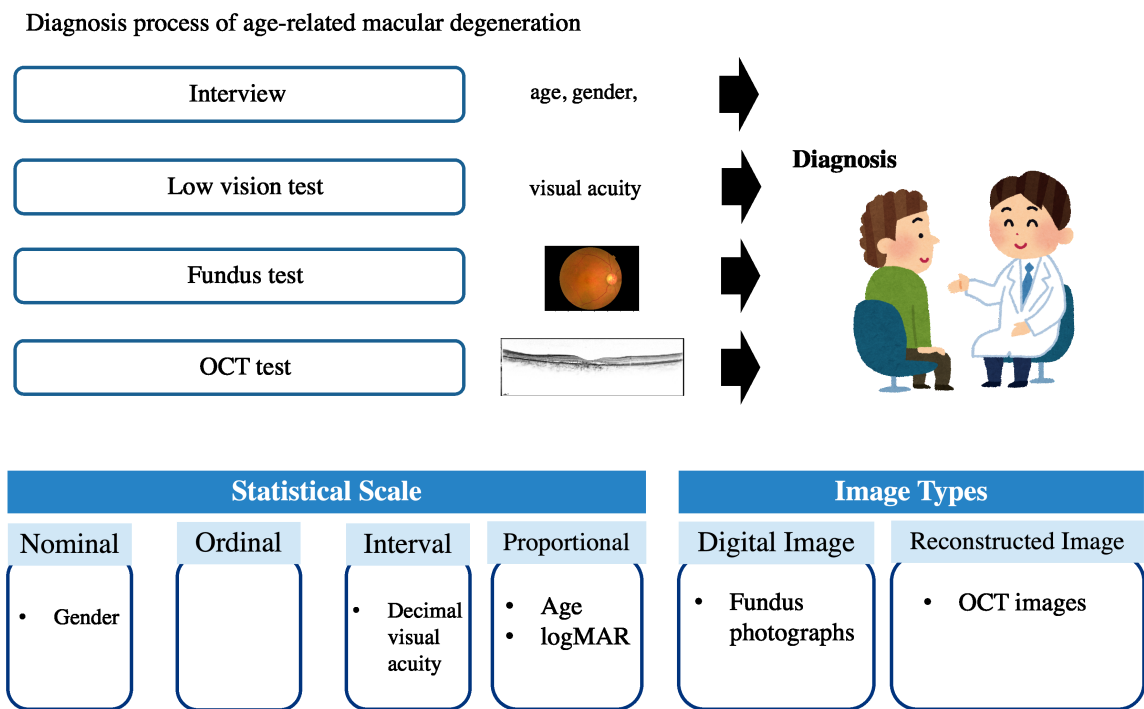 Diagnosis process of age-related macular degeneration
Interview
age, gender,
Low vision test
visual acuity
Diagnosis
Fundus test
OCT test
Statistical Scale
Image Types
Nominal
Ordinal
Interval
Proportional
Digital Image
Reconstructed Image
• Gender
• Decimal
visual
acuity
• Age
• logMAR
• Fundus
photographs
• OCT images